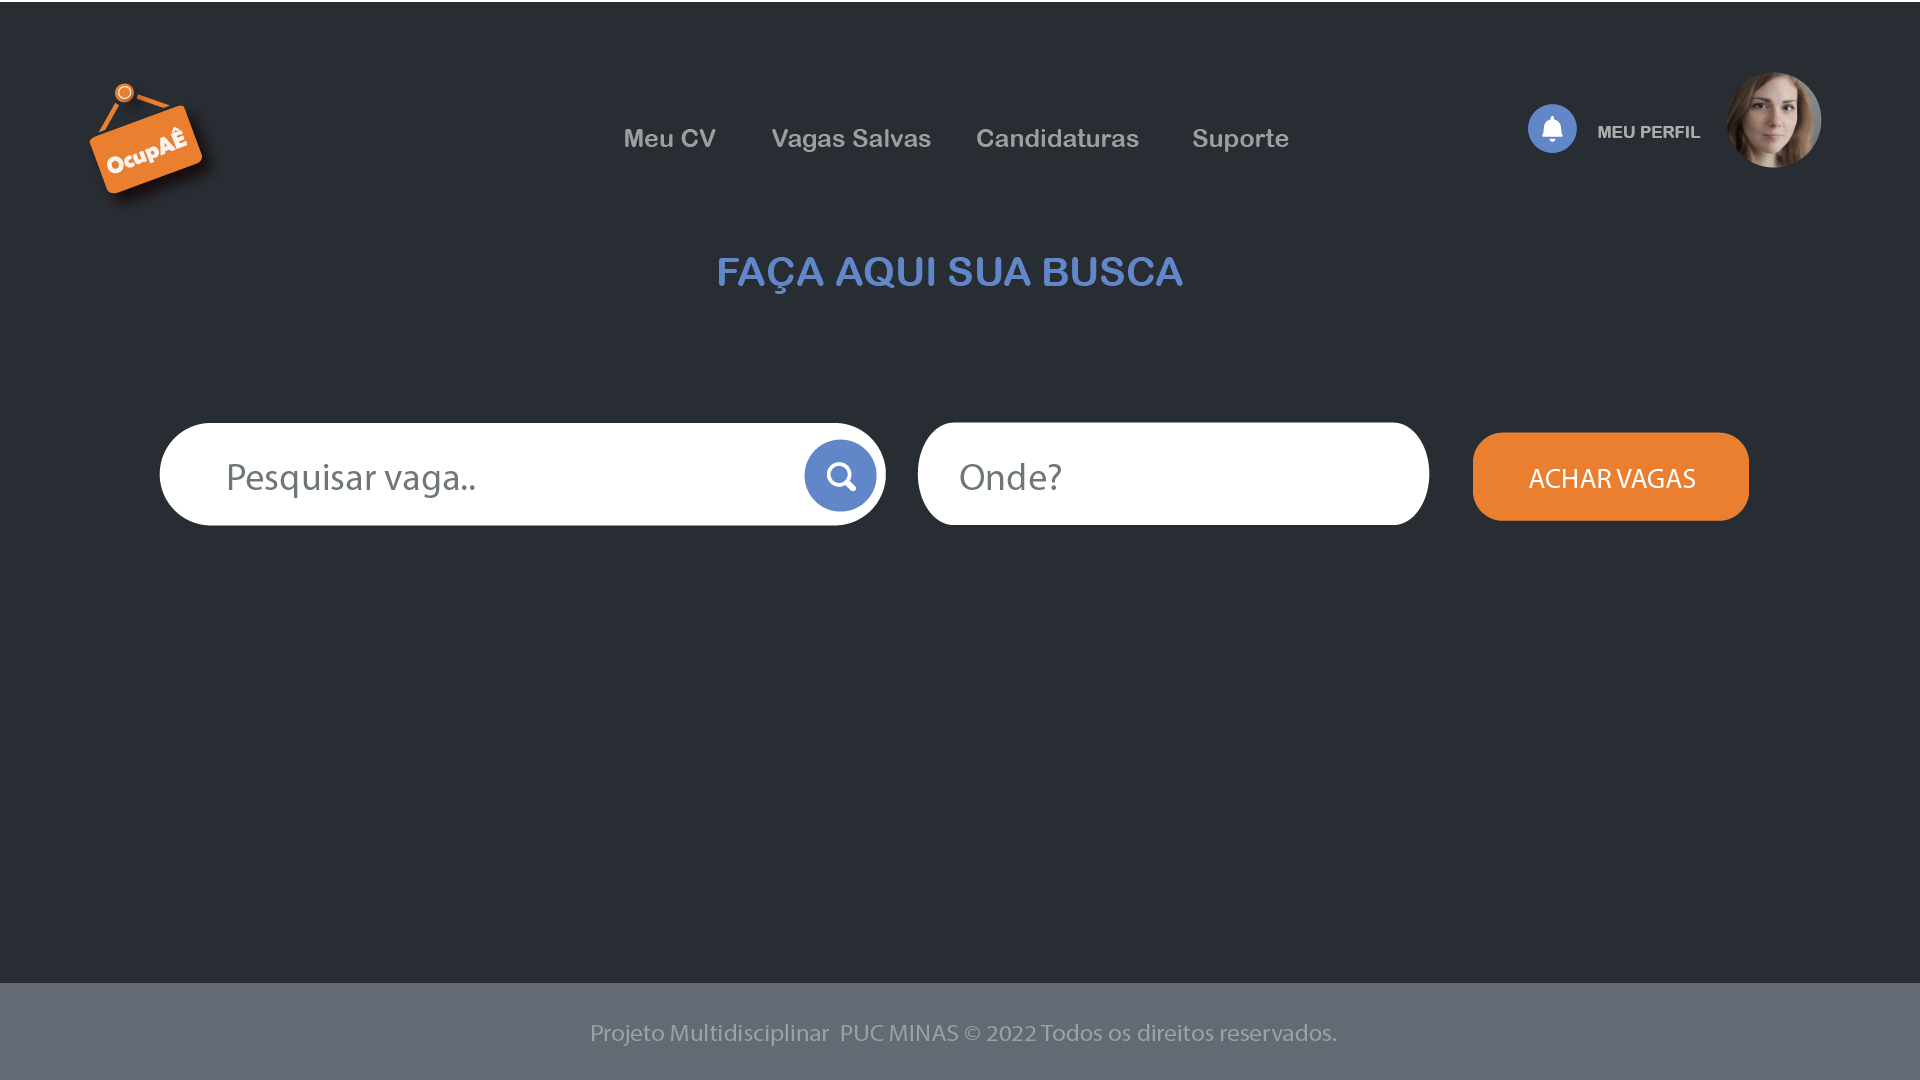 OcupAÊ
Meu CV
Vagas Salvas
Candidaturas
Suporte
MEU PERFIL
FAÇA AQUI SUA BUSCA
Pesquisar vaga..
Onde?
ACHAR VAGAS
Projeto Multidisciplinar  PUC MINAS © 2022 Todos os direitos reservados.